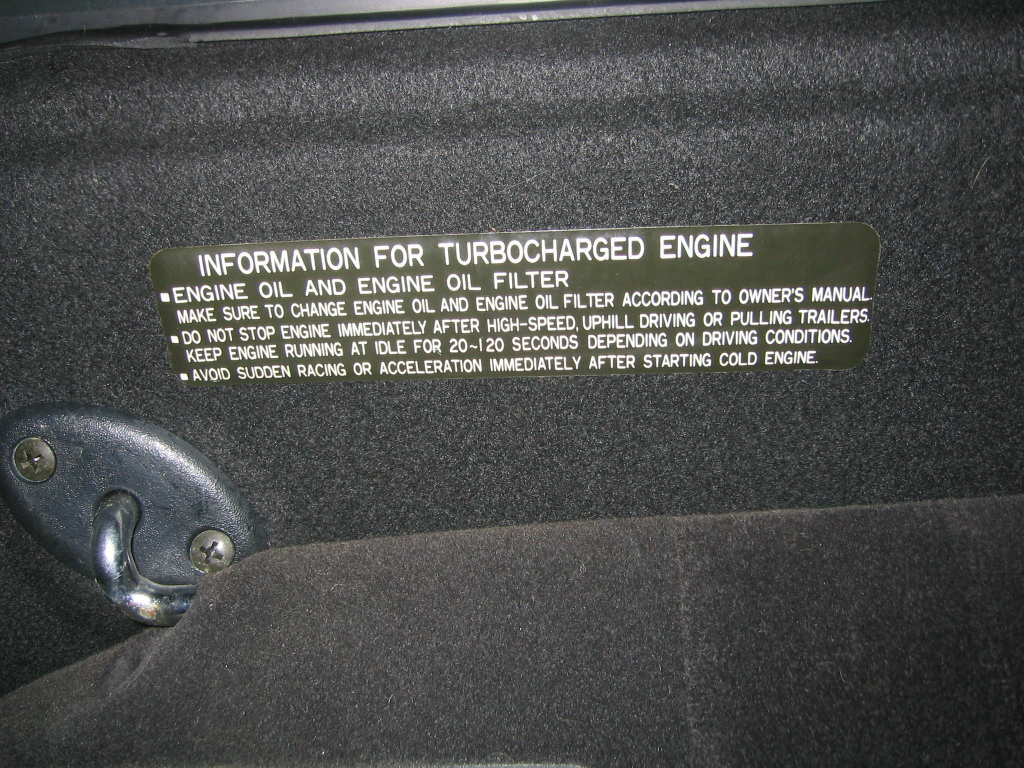 INFORMATION FOR TURBOCHARGED ENGINE
▪ ENGINE OIL AND ENGINE OIL FILTER
MAKE SURE TO CHANGE ENGINE OIL AND ENGINE OIL FILTER ACCORDING TO OWNER'S MANUAL.
▪ DO NOT STOP ENGINE IMMEDIATELY AFTER HIGH-SPEED, UPHILL DRIVING OR PULLING TRAILERS.
KEEP ENGINE RUNNING AT IDLE FOR 20~120 SECONDS DEPENDING ON DRIVING CONDITIONS.
▪ AVOID SUDDEN RACING OR ACCELERATION IMMEDIATELY AFTER STARTING COLD ENGINE.